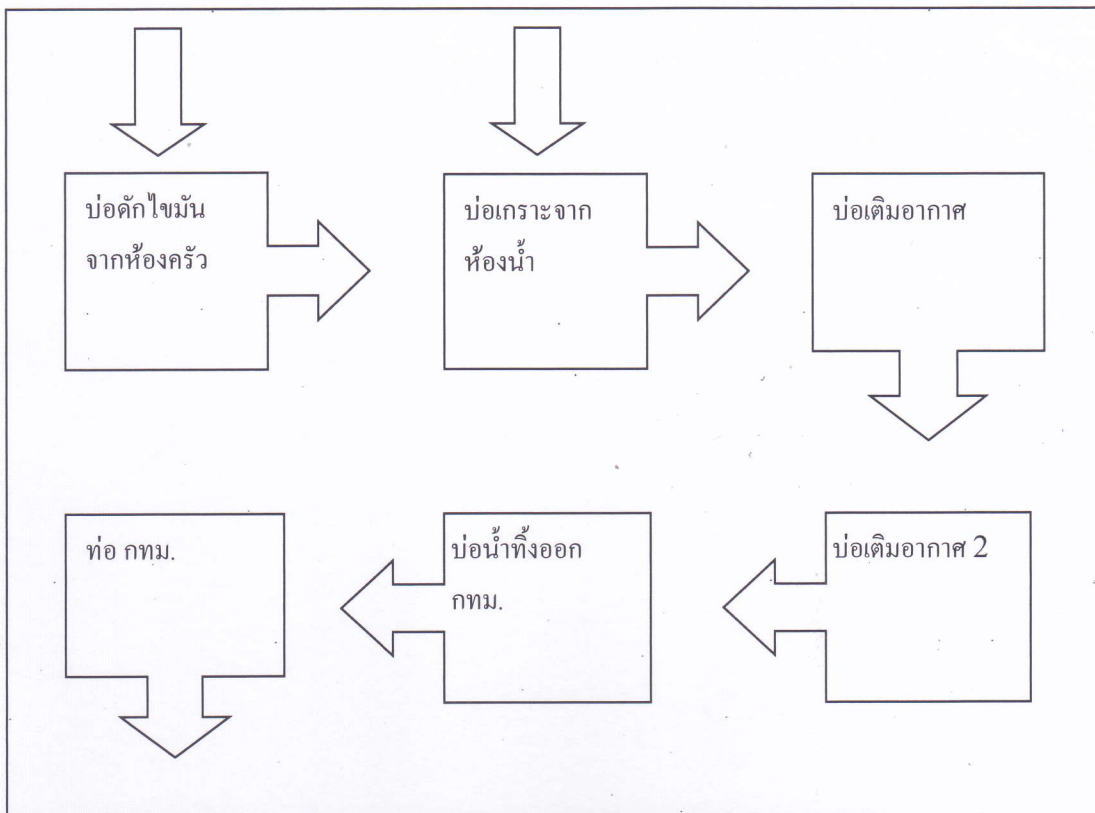 บ่อดักไขมัน
จากห้องครัว
บ่อเกราะจาก
ห้องน้ำ
บ่อเติมอากาศ
ท่อ กทม.
บ่อน้ำทิ้งออก
กทม.
บ่อเติมอากาศ 2